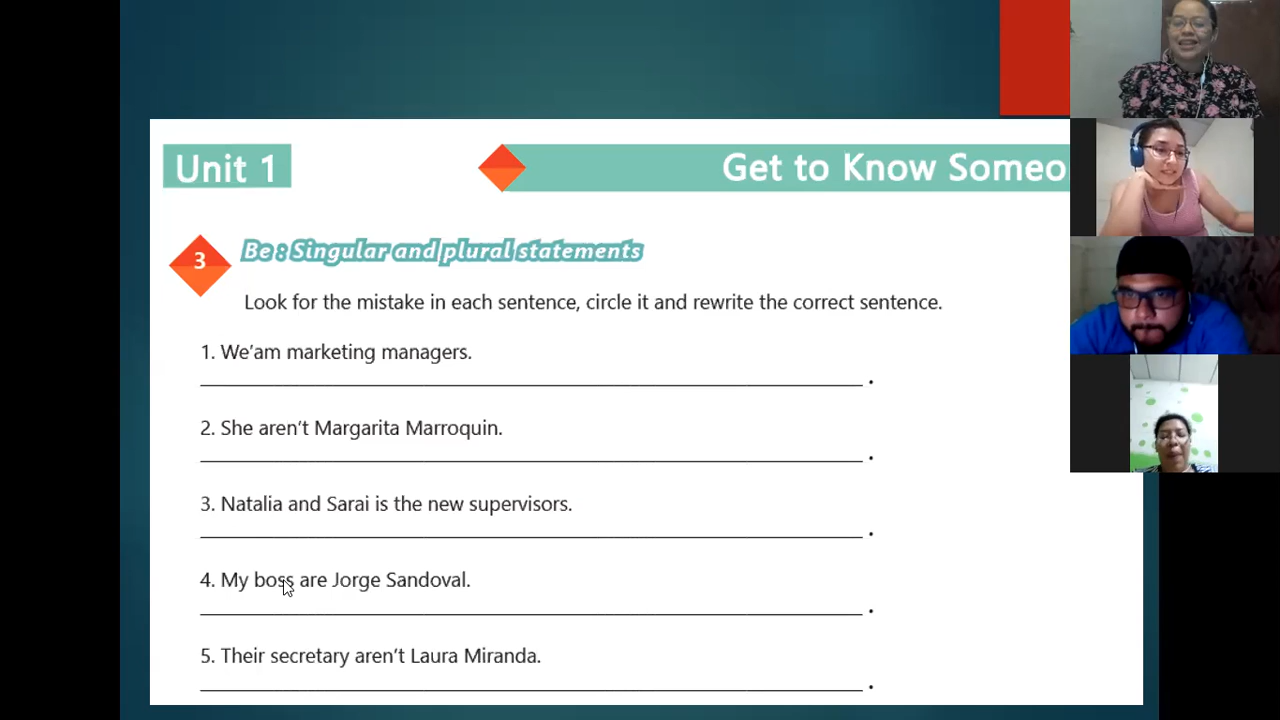 Unit 1
Get to Know Someo
3
Be : Singular and plural statements
Look for the mistake in each sentence, circle it and rewrite the correct sentence.
1. We'am marketing managers.
.
2. She aren't Margarita Marroquin.
.
3. Natalia and Sarai is the new supervisors.
.
4. My boss are Jorge Sandoval.
.
5. Their secretary aren't Laura Miranda.
.